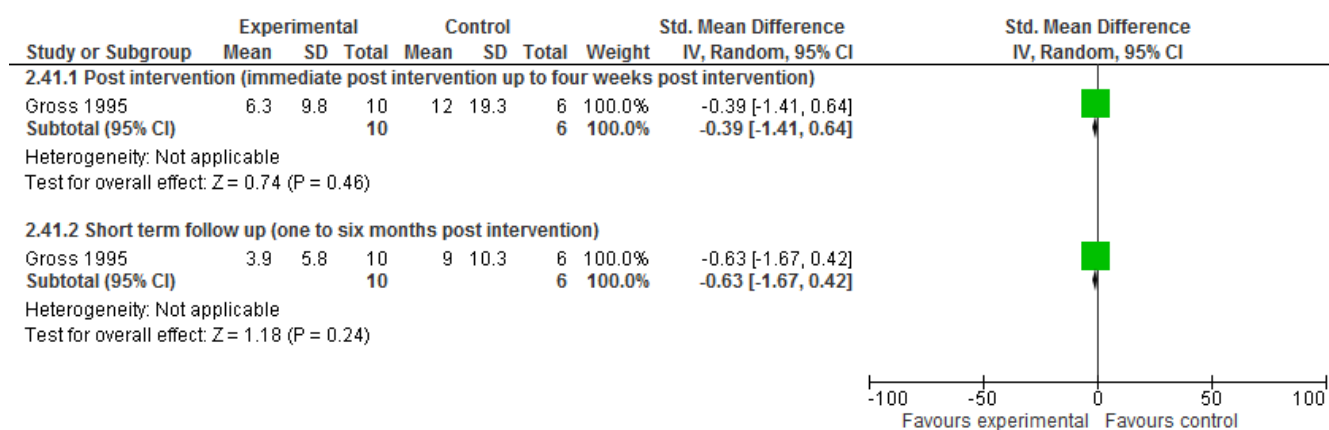 Experimental Control Std. Mean Difference Std. Mean Difference
Study or Subgroup Mean SD Total Mean SD Total Weight IV, Random, 95% CI IV, Random, 95% CI
2.41.1 Post intervention (immediate post intervention up to four weeks post intervention)
Gross 1995 6.3 9.8 10 12 19.3 6 100.0% -0.39 [-1.41, 0.64]
Subtotal (95% CI) 10 6 100.0% -0.39 [-1.41, 0.64]
Heterogeneity: Not applicable
Test for overall effect: Z = 0.74 (P = 0.46)
2.41.2 Short term follow up (one to six months post intervention)
Gross 1995 3.9 5.8 10 9 10.3 6 100.0% -0.63 [-1.67, 0.42]
Subtotal (95% CI) 10 6 100.0% -0.63 [-1.67, 0.42]
Heterogeneity: Not applicable
Test for overall effect: Z = 1.18 (P = 0.24)
-100 -50 0 50 100
Favours experimental Favours control